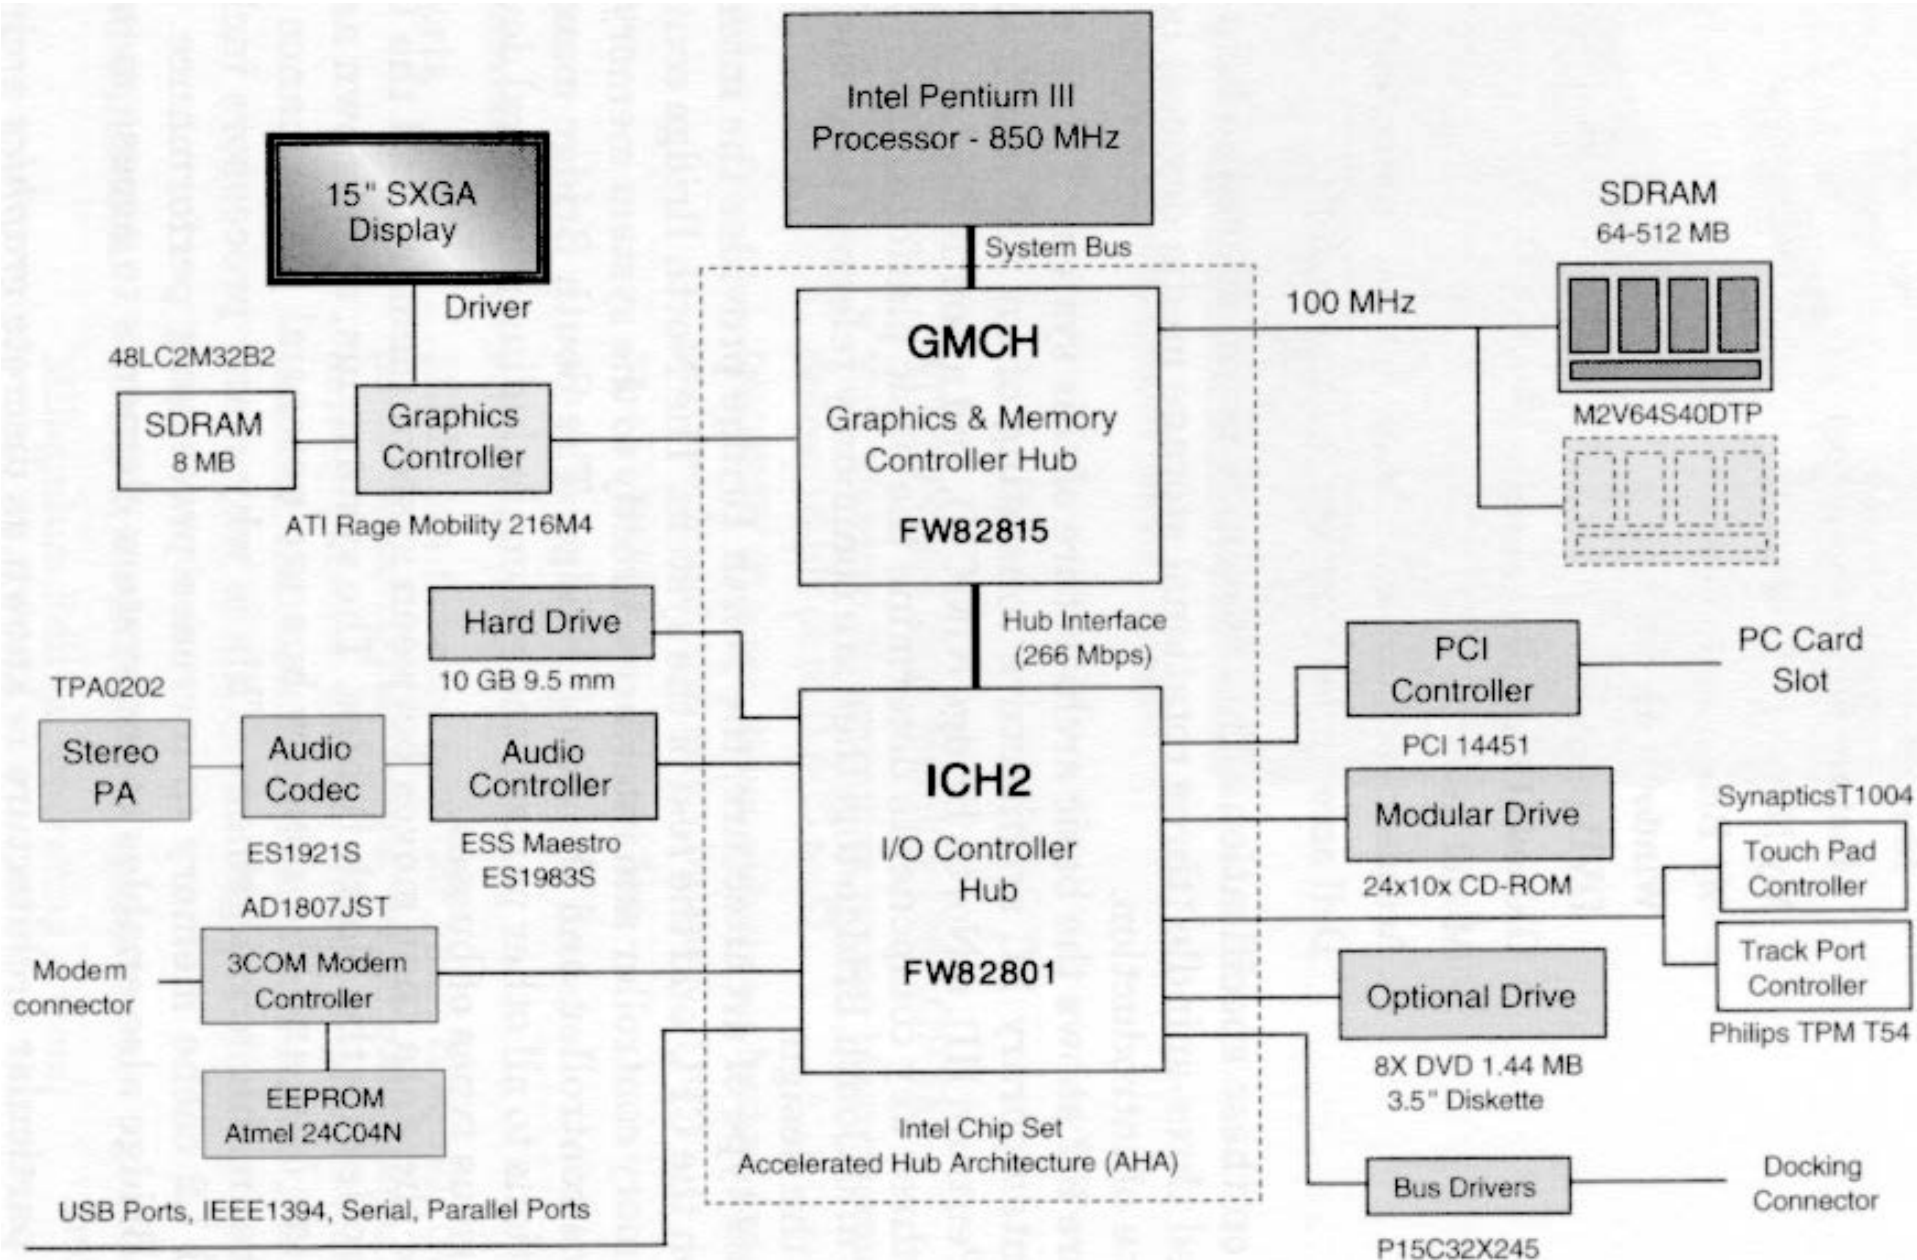 Intel Pentium III
Processor - 850 MHz
System Bus
15" SXGA
Display
Driver
48LC2M32B2
SDRAM
8 MB
Graphics
Controller
ATI Rage Mobility 216M4
GMCH
Graphics & Memory
Controller Hub
FW82815
100 MHz
SDRAM
64-512 MB
M2V64S40DTP
Hub Interface
(266 Mbps)
Hard Drive
10 GB 9.5 mm
TPA0202
Stereo
PA
Audio
Codec
ES1921S
Audio
Controller
ESS Maestro
ES1983S
AD1807JST
3COM Modem
Controller
Modem
connector
EEPROM
Atmel 24C04N
USB Ports, IEEE1394, Serial, Parallel Ports
ICH2
I/O Controller
Hub
FW82801
Intel Chip Set
Accelerated Hub Architecture (AHA)
PCI
Controller
PCI 14451
PC Card
Slot
Modular Drive
24x10x CD-ROM
SynapticsT1004
Touch Pad
Controller
Track Port
Controller
Philips TPM T54
Optional Drive
8X DVD 1.44 MB
3.5" Diskette
Bus Drivers
P15C32X245
Docking
Connector